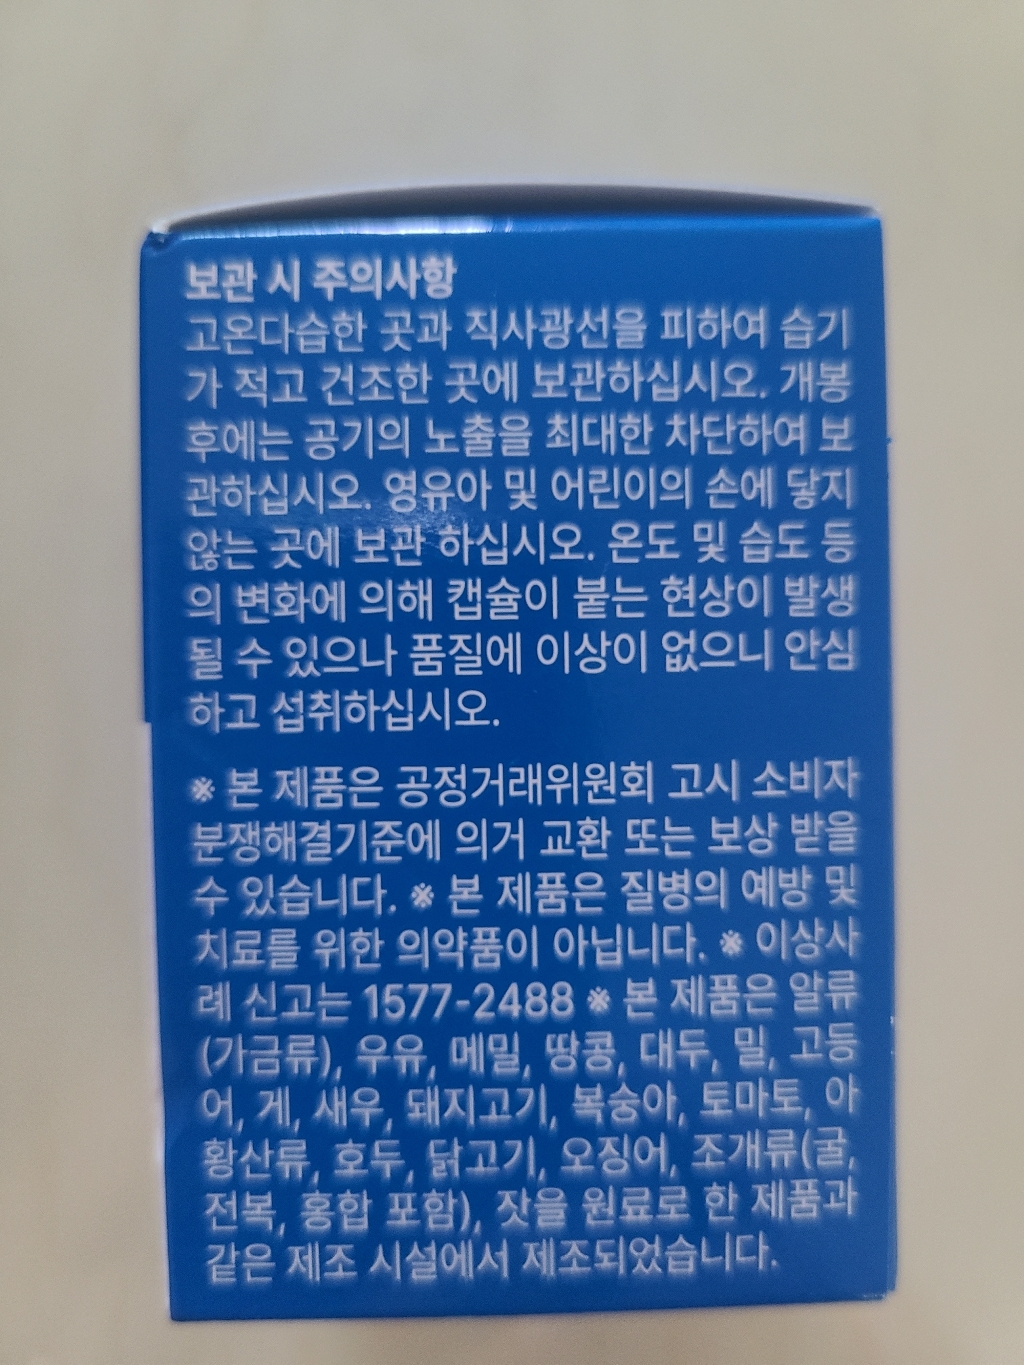 보관 시 주의사항
고온다습한 곳과 직사광선을 피하여 습기
가 적고 건조한 곳에 보관하십시오. 개봉
후에는 공기의 노출을 최대한 차단하여 보
관하십시오. 영유아 및 어린이의 손에 닿지
않는 곳에 보관 하십시오. 온도 및 습도 등
의 변화에 의해 캡슐이 붙는 현상이 발생
될 수 있으나 품질에 이상이 없으니 안심
하고 섭취하십시오.
※ 본 제품은 공정거래위원회 고시 소비자
분쟁해결기준에 의거 교환 또는 보상 받을
수 있습니다. ※ 본 제품은 질병의 예방 및
치료를 위한 의약품이 아닙니다. ※ 이상사
례 신고는 1577-2488 ※ 본 제품은 알류
(가금류), 우유, 메밀, 땅콩, 대두, 밀, 고등
어, 게, 새우, 돼지고기, 복숭아, 토마토, 아
황산류, 호두, 닭고기, 오징어, 조개류(굴,
전복, 홍합 포함), 잣을 원료로 한 제품과
같은 제조 시설에서 제조되었습니다.